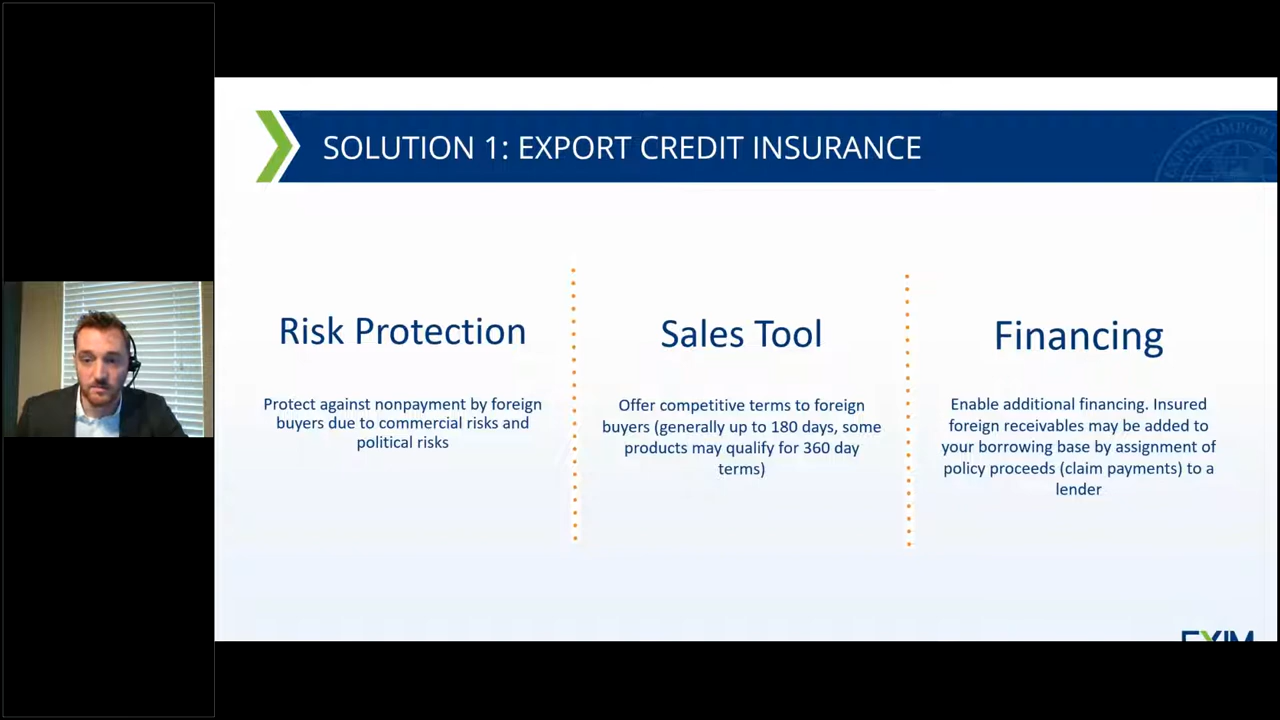 SOLUTION 1: EXPORT CREDIT INSURANCE
EXPORT-IMPOR
Risk Protection
Protect against nonpayment by foreign
buyers due to commercial risks and
political risks
Sales Tool
Offer competitive terms to foreign
buyers (generally up to 180 days, some
products may qualify for 360 day
terms)
Financing
Enable additional financing. Insured
foreign receivables may be added to
your borrowing base by assignment of
policy proceeds (claim payments) to a
lender
EXIM